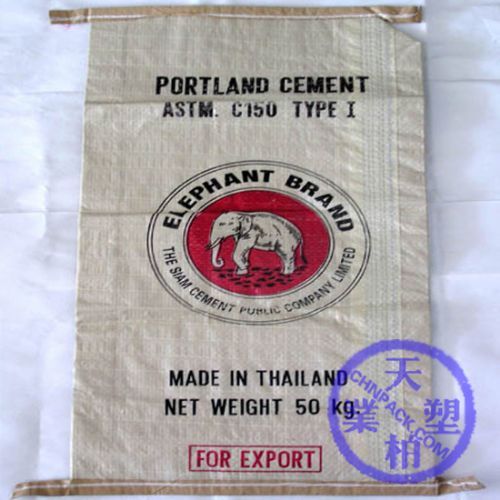 PORTLAND CEMENT
ASTM. C150 TYPE I
ELEPHANT BRAND
THE SIAM CEMENT PUBLIC COMPANY LIMITED
MADE IN THAILAND
NET WEIGHT 50 kg.
FOR EXPORT
天塑業柏
CHNPACK.COM